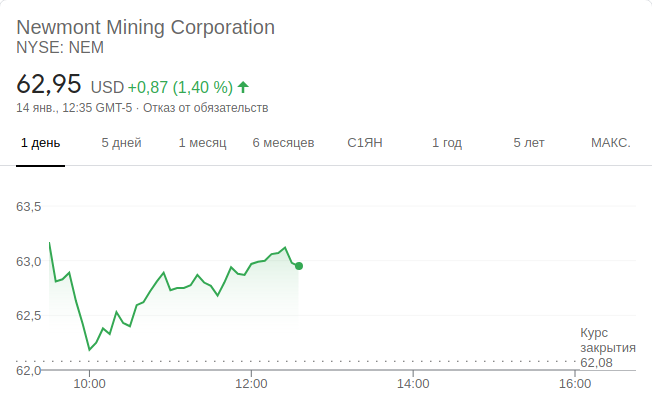 Newmont Mining Corporation
NYSE: NEM
62,95 USD +0,87 (1,40 %)
14 янв., 12:35 GMT-5 · Отказ от обязательств
1 день 5 дней 1 месяц 6 месяцев С1ЯН 1 год 5 лет МАКС.
63,5
63,0
62,5
Курс
закрытия
62,08
62,0
10:00 12:00 14:00 16:00